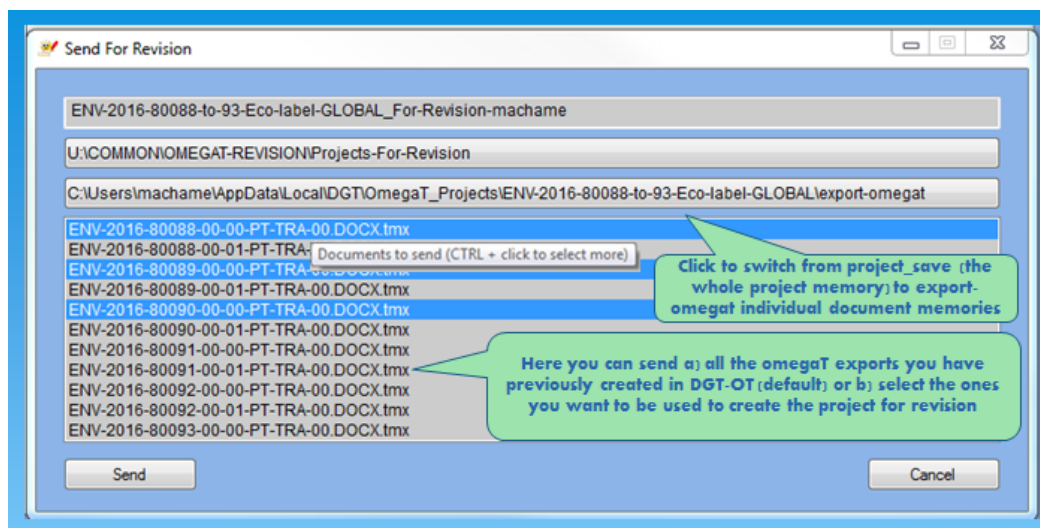 Send For Revision
ENV-2016-80088-to-93-Eco-label-GLOBAL_For-Revision-machame
U:\COMMON\OMEGAT-REVISION\Projects-For-Revision
C:\Users\machame\AppData\Local\DGT\OmegaT_Projects\ENV-2016-80088-to-93-Eco-label-GLOBAL\export-omegat
ENV-2016-80088-00-00-PT-TRA-00.DOCX.tmx
ENV-2016-80088-00-01-PT-TRA-
Documents to send (CTRL + click to select more)
ENV-2016-80089-00-00-PT-TRA-00.DOCX.tmx
ENV-2016-80089-00-01-PT-TRA-00.DOCX.tmx
ENV-2016-80090-00-00-PT-TRA-00.DOCX.tmx
ENV-2016-80090-00-01-PT-TRA-00.DOCX.tmx
ENV-2016-80091-00-00-PT-TRA-00.DOCX.tmx
ENV-2016-80091-00-01-PT-TRA-00.DOCX.tmx
ENV-2016-80092-00-00-PT-TRA-00.DOCX.tmx
ENV-2016-80092-00-01-PT-TRA-00.DOCX.tmx
ENV-2016-80093-00-00-PT-TRA-00.DOCX.tmx
Click to switch from project_save (the
whole project memory) to export-
omegat individual document memories
Here you can send a) all the omegaT exports you have
previously created in DGT-OT (default) or b) select the ones
you want to be used to create the project for revision
Send
Cancel